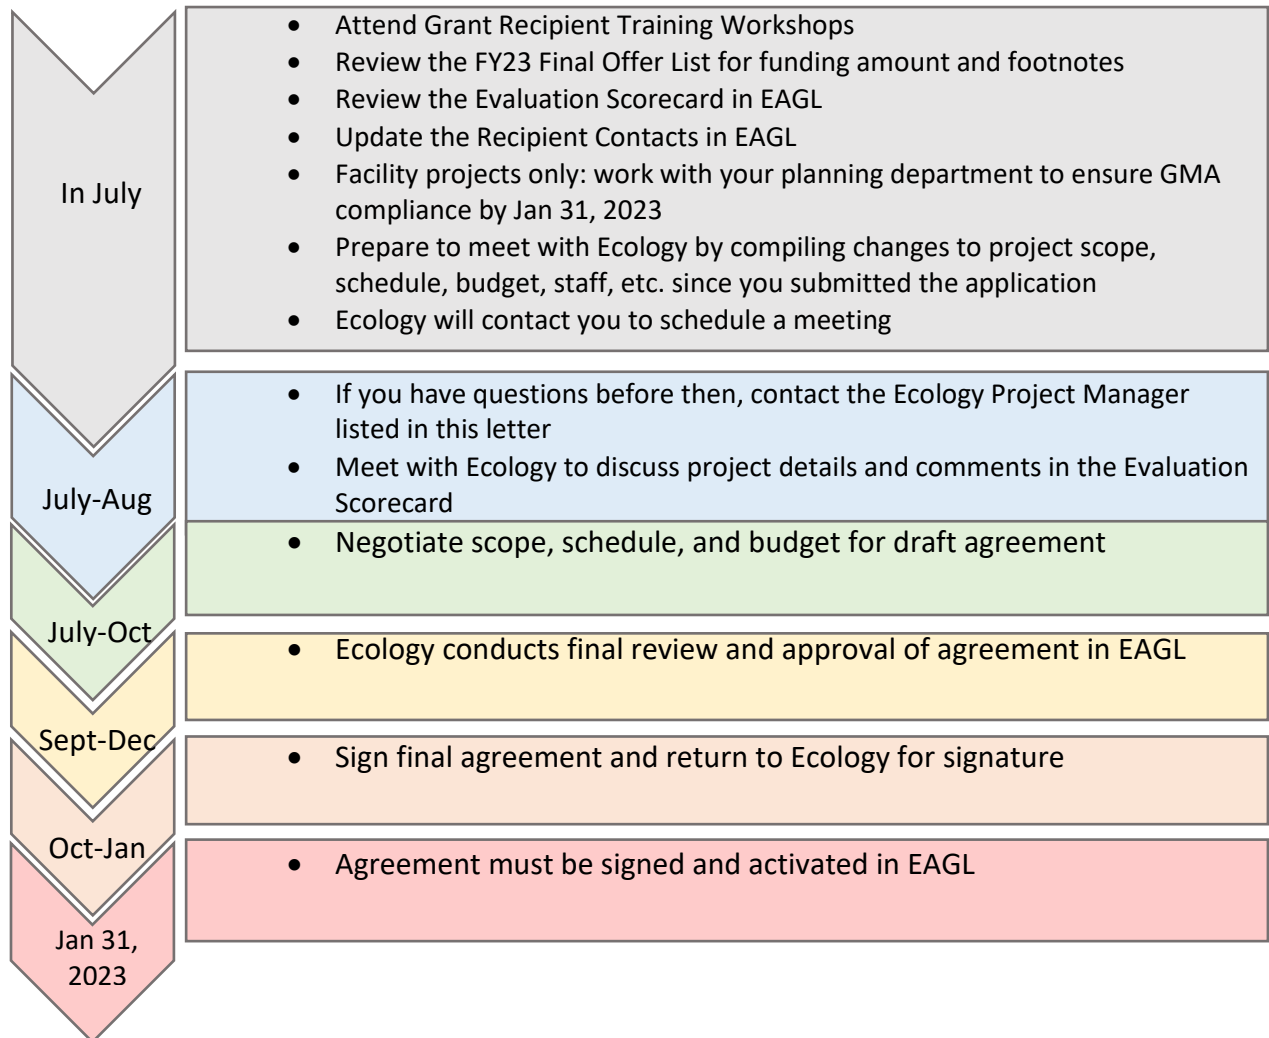 In July
• Attend Grant Recipient Training Workshops
• Review the FY23 Final Offer List for funding amount and footnotes
• Review the Evaluation Scorecard in EAGL
• Update the Recipient Contacts in EAGL
• Facility projects only: work with your planning department to ensure GMA
compliance by Jan 31, 2023
• Prepare to meet with Ecology by compiling changes to project scope,
schedule, budget, staff, etc. since you submitted the application
• Ecology will contact you to schedule a meeting
July-Aug
• If you have questions before then, contact the Ecology Project Manager
listed in this letter
• Meet with Ecology to discuss project details and comments in the Evaluation
Scorecard
July-Oct
• Negotiate scope, schedule, and budget for draft agreement
Sept-Dec
• Ecology conducts final review and approval of agreement in EAGL
Oct-Jan
• Sign final agreement and return to Ecology for signature
Jan 31,
2023
• Agreement must be signed and activated in EAGL